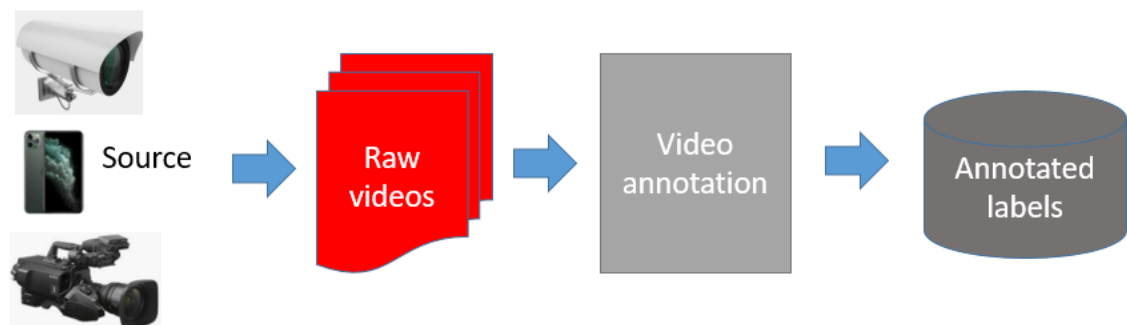 Source
Raw
videos
Video
annotation
Annotated
labels